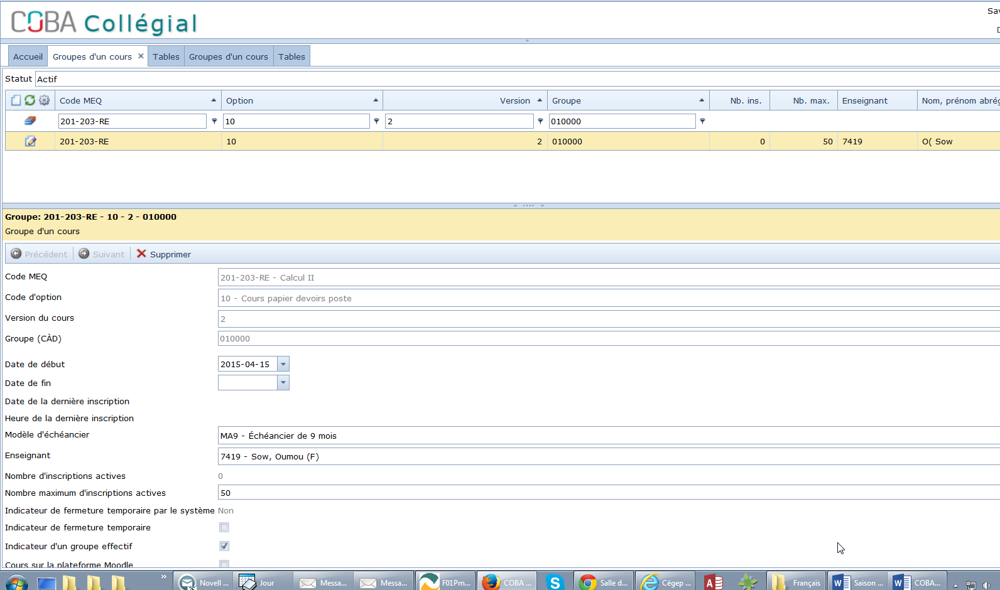 COBA Collégial
Accueil Groupes d'un cours Tables Groupes d'un cours Tables
Statut Actif
Code MEQ Option Version Groupe Nb. ins. Nb. max. Enseignant Nom, prénom abrég
201-203-RE 10 2 010000
201-203-RE 10 2 010000 0 50 7419 O( Sow
Groupe: 201-203-RE - 10 - 2 - 010000
Groupe d'un cours
Précédent Suivant Supprimer
Code MEQ 201-203-RE - Calcul II
Code d'option 10 - Cours papier devoirs poste
Version du cours 2
Groupe (CÀD) 010000
Date de début 2015-04-15
Date de fin
Date de la dernière inscription
Heure de la dernière inscription
Modèle d'échéancier MA9 - Échéancier de 9 mois
Enseignant 7419 - Sow, Oumou (F)
Nombre d'inscriptions actives 0
Nombre maximum d'inscriptions actives 50
Indicateur de fermeture temporaire par le système Non
Indicateur de fermeture temporaire
Indicateur d'un groupe effectif
Cours sur la plateforme Moodle
» Novell ... Jour Messa... Messa... F01Pm... COBA ... Salle d... Cégep ... Français Saison ... COBA...